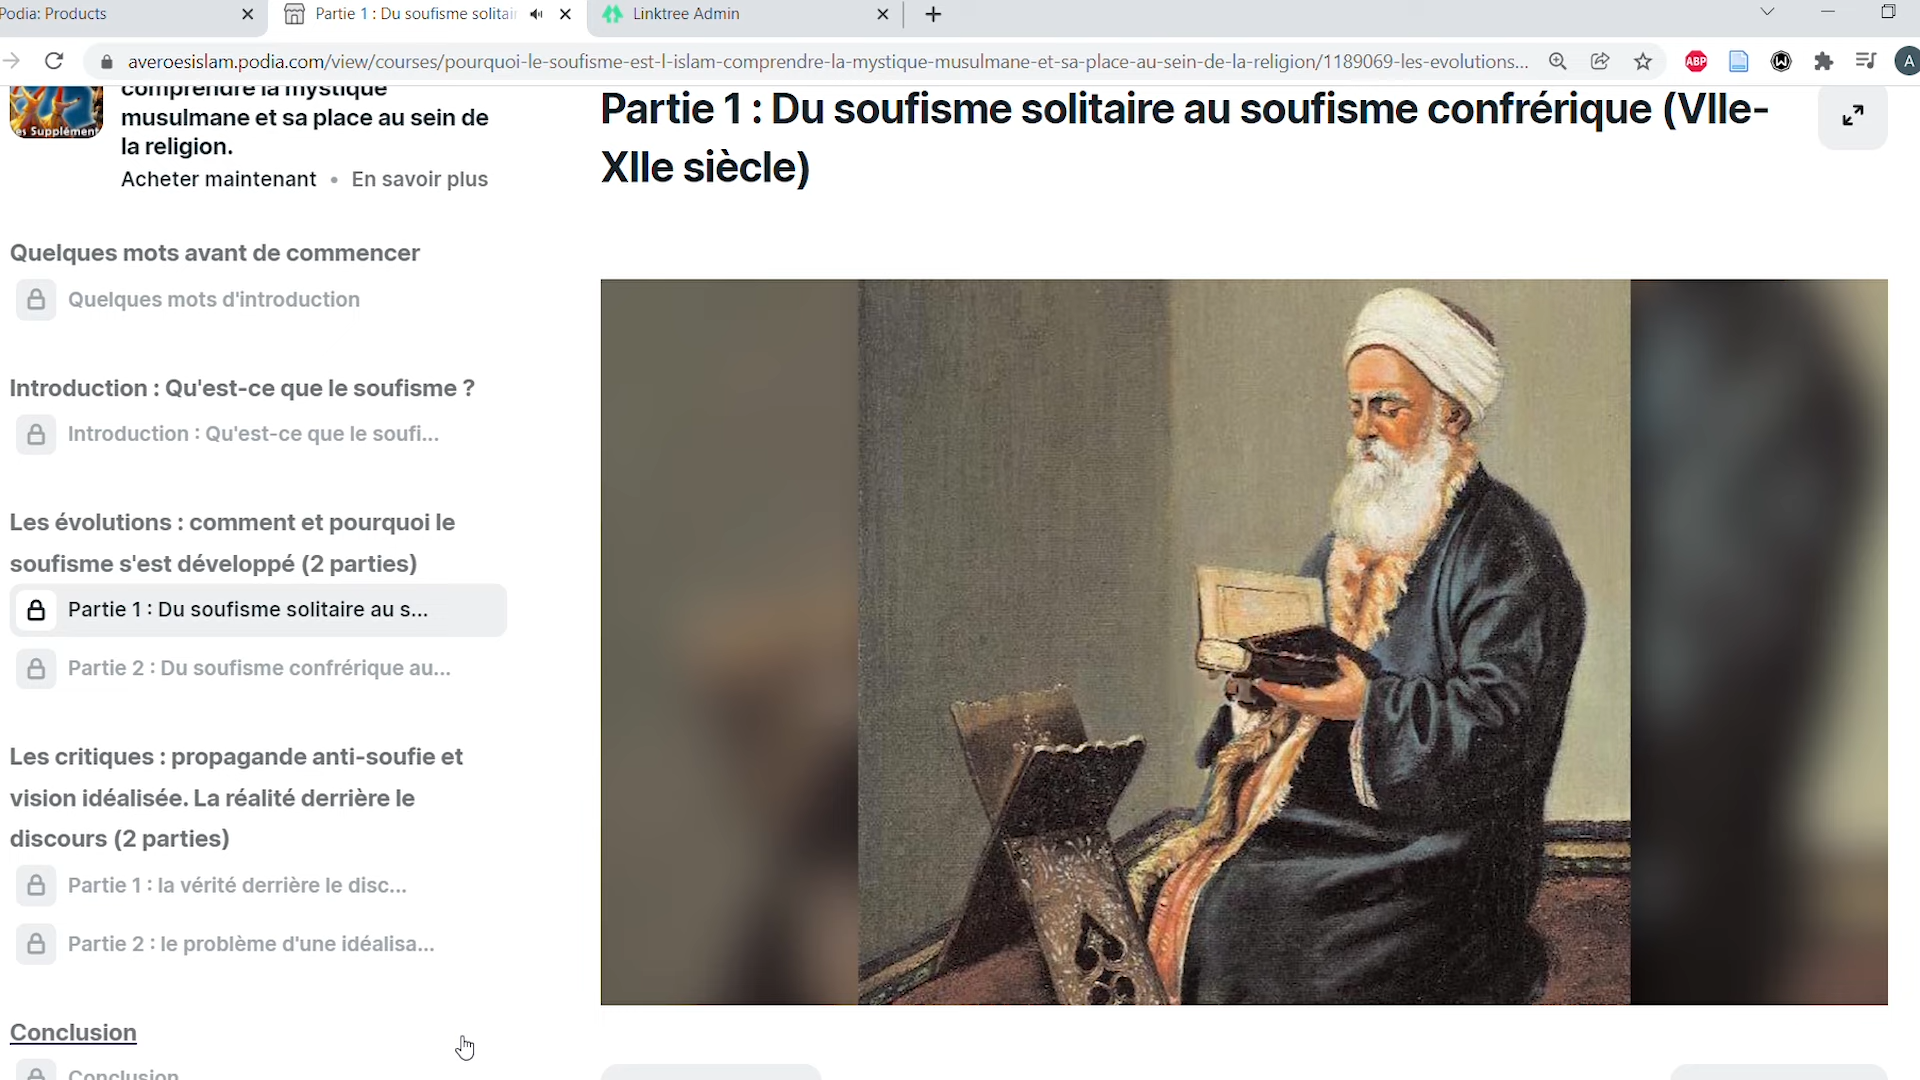 Podia: Products
Partie 1 : Du soufisme solitair
Linktree Admin
averoesislam.podia.com/view/courses/pourquoi-le-soufisme-est-l-islam-comprendre-la-mystique-musulmane-et-sa-place-au-sein-de-la-religion/1189069-les-evolutions...
ABP
A
es Supplément
comprendre la mystique
musulmane et sa place au sein de
la religion.
Acheter maintenant • En savoir plus
Quelques mots avant de commencer
Quelques mots d'introduction
Introduction : Qu'est-ce que le soufisme ?
Introduction : Qu'est-ce que le soufi...
Les évolutions : comment et pourquoi le
soufisme s'est développé (2 parties)
Partie 1 : Du soufisme solitaire au s...
Partie 2 : Du soufisme confrérique au...
Les critiques : propagande anti-soufie et
vision idéalisée. La réalité derrière le
discours (2 parties)
Partie 1 : la vérité derrière le disc...
Partie 2 : le problème d'une idéalisa...
Conclusion
Conclusion
Partie 1 : Du soufisme solitaire au soufisme confrérique (VIIe-
XIIe siècle)